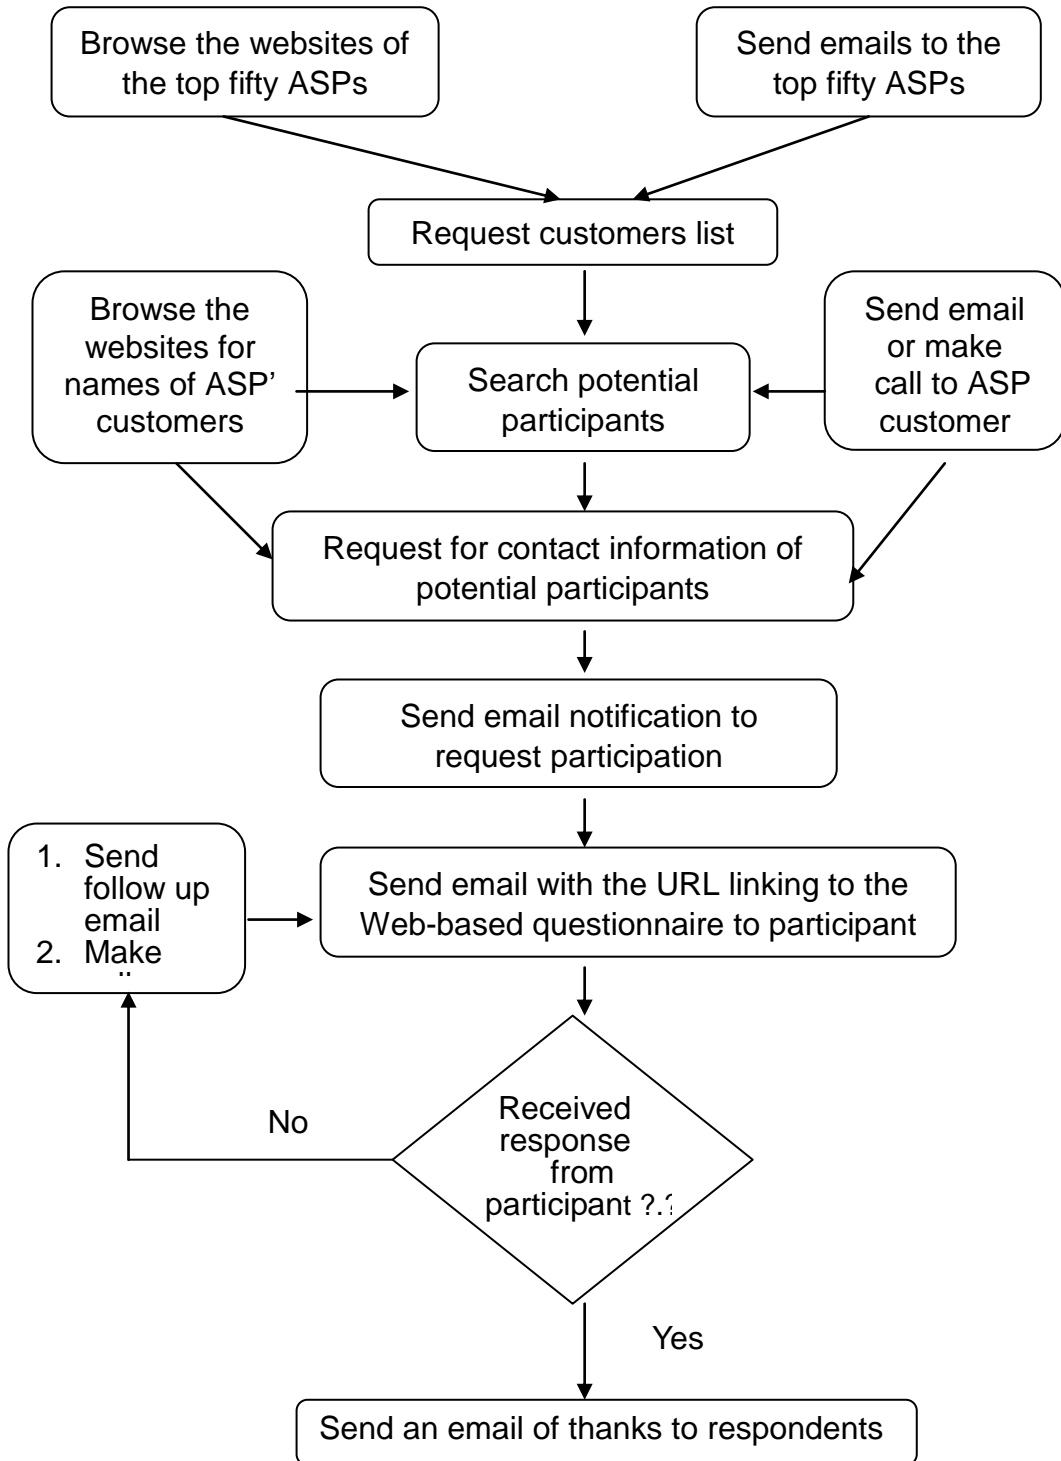 Browse the websites of
the top fifty ASPs
Send emails to the
top fifty ASPs
Request customers list
Browse the
websites for
names of ASP’
customers
Search potential
participants
Send email
or make
call to ASP
customer
Request for contact information of
potential participants
Send email notification to
request participation
1. Send
follow up
email
2. Make
Send email with the URL linking to the
Web-based questionnaire to participant
Received
response
from
participant ?.?
No
Yes
Send an email of thanks to respondents